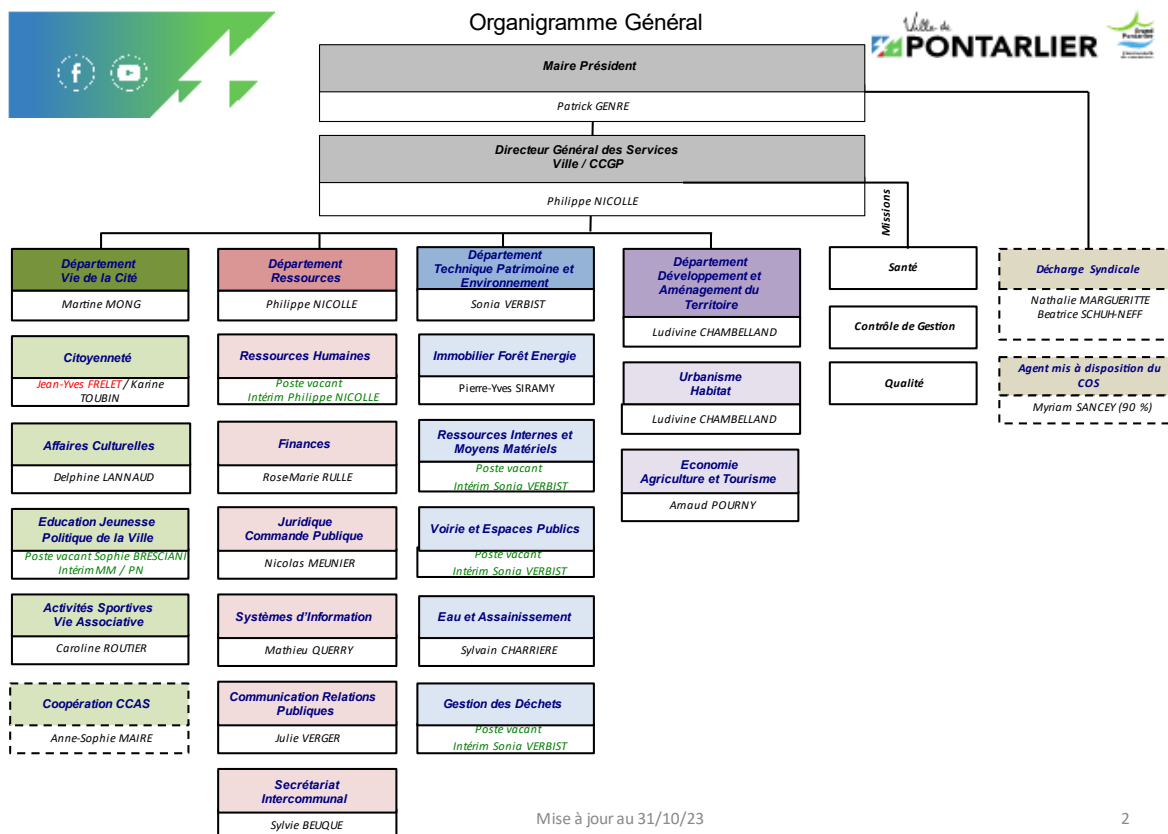 Organigramme Général
Ville de
PONTARLIER
Grand
Pontarlier
Maire Président
Patrick GENRE
Directeur Général des Services
Ville / CCGP
Philippe NICOLLE
Missions
Département
Vie de la Cité
Martine MONG
Citoyenneté
Jean-Yves FRELET / Karine
TOUBIN
Affaires Culturelles
Delphine LANNAUD
Education Jeunesse
Politique de la Ville
Poste vacant Sophie BRESCIANI
Intérim MM / PN
Activités Sportives
Vie Associative
Caroline ROUTIER
Coopération CCAS
Anne-Sophie MAIRE
Département
Ressources
Philippe NICOLLE
Ressources Humaines
Poste vacant
Intérim Philippe NICOLLE
Finances
RoseMarie RULLE
Juridique
Commande Publique
Nicolas MEUNIER
Systèmes d'Information
Mathieu QUERRY
Communication Relations
Publiques
Julie VERGER
Secrétariat
Intercommunal
Sylvie BEUQUE
Département
Technique Patrimoine et
Environnement
Sonia VERBIST
Immobilier Forêt Energie
Pierre-Yves SIRAMY
Ressources Internes et
Moyens Matériels
Poste vacant
Intérim Sonia VERBIST
Voirie et Espaces Publics
Poste vacant
Intérim Sonia VERBIST
Eau et Assainissement
Sylvain CHARRIERE
Gestion des Déchets
Poste vacant
Intérim Sonia VERBIST
Département
Développement et
Aménagement du
Territoire
Ludivine CHAMBELLAND
Urbanisme
Habitat
Ludivine CHAMBELLAND
Economie
Agriculture et Tourisme
Arnaud POURNY
Santé
Contrôle de Gestion
Qualité
Décharge Syndicale
Nathalie MARGUERITTE
Beatrice SCHUH-NEFF
Agent mis à disposition du
COS
Myriam SANCEY (90 %)
Mise à jour au 31/10/23
2